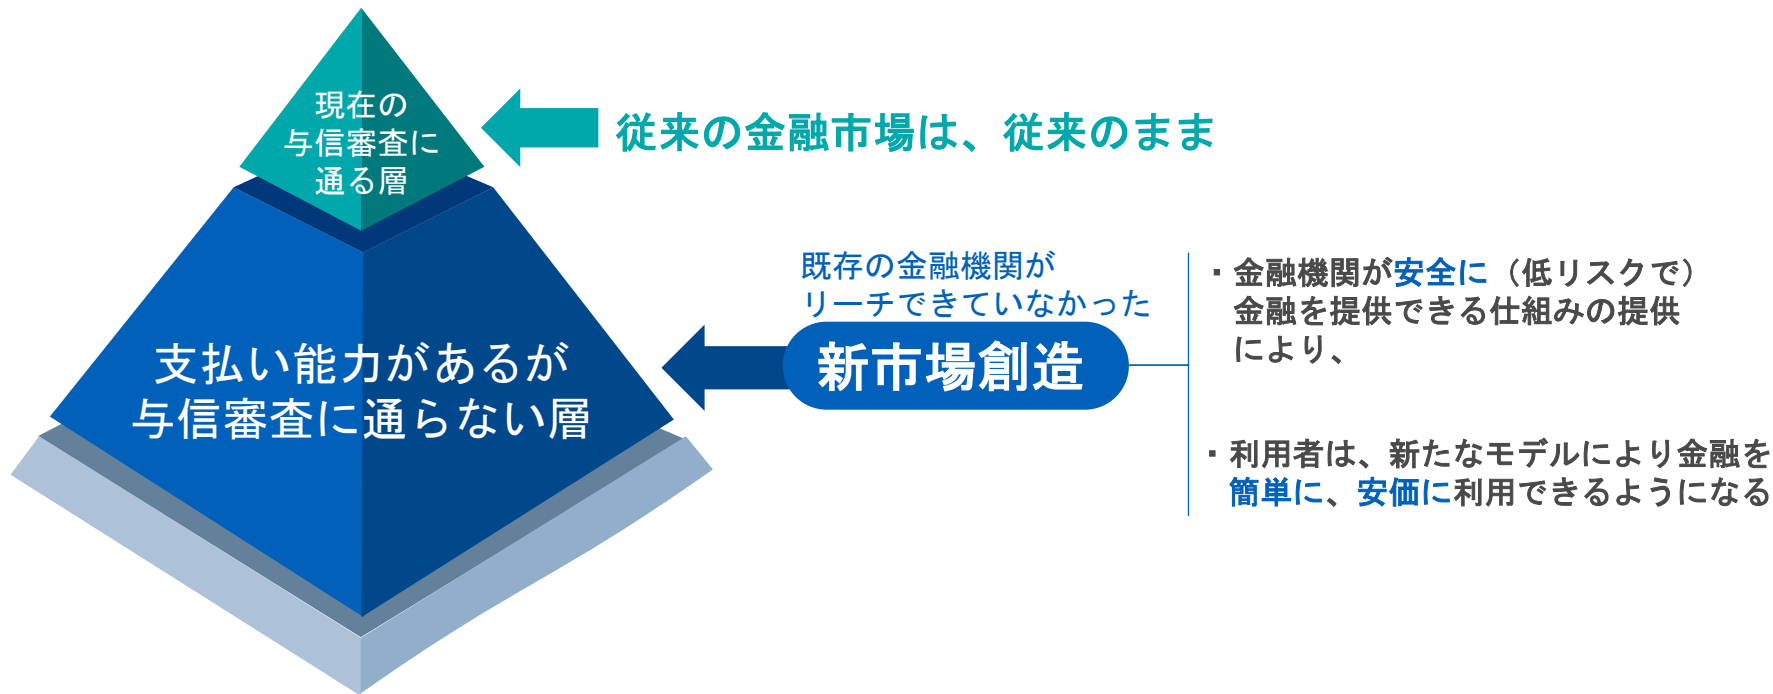 現在の
与信審査に
通る層
従来の金融市場は、従来のまま
支払い能力があるが
与信審査に通らない層
既存の金融機関が
リーチできていなかった
新市場創造
・金融機関が安全に（低リスクで）
金融を提供できる仕組みの提供
により、
・利用者は、新たなモデルにより金融を
簡単に、安価に利用できるようになる